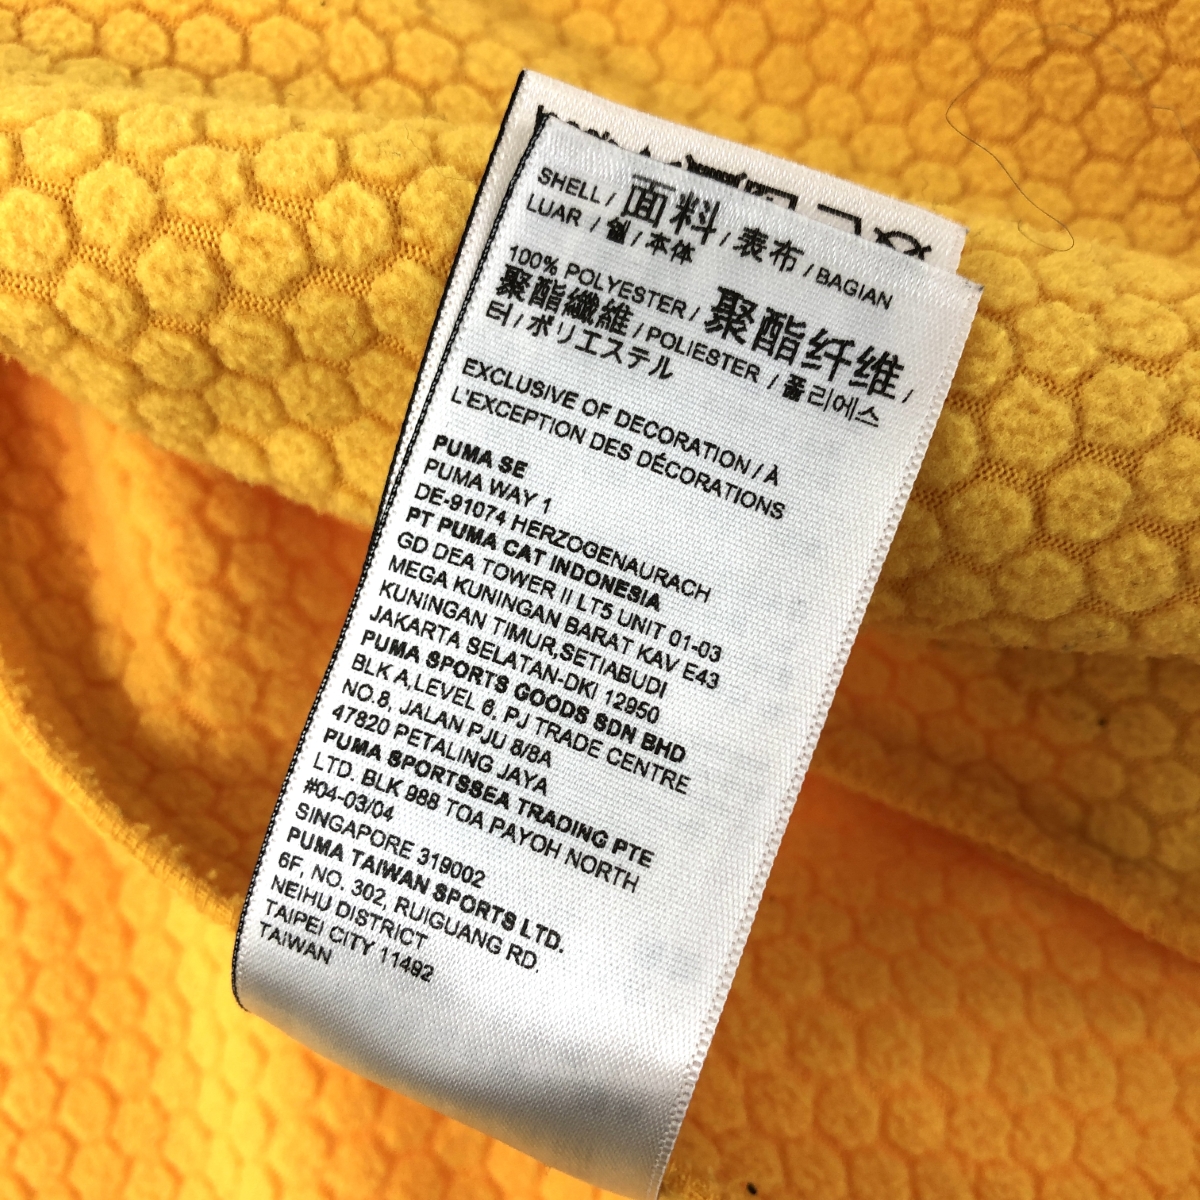 SHELL / 面料 / 表布 / BAGIAN
LUAR / 쉘 / 本体
100% POLYESTER / 聚酯纤维 /
聚酯纖維 / POLIESTER / 폴리에스
터 / ポリエステル
EXCLUSIVE OF DECORATION / À
L'EXCEPTION DES DÉCORATIONS
PUMA SE
PUMA WAY 1
DE-91074 HERZOGENAURACH
PT PUMA CAT INDONESIA
GD DEA TOWER II LT5 UNIT 01-03
MEGA KUNINGAN BARAT KAV E43
KUNINGAN TIMUR,SETIABUDI
JAKARTA SELATAN-DKI 12950
PUMA SPORTS GOODS SDN BHD
BLK A,LEVEL 6, PJ TRADE CENTRE
NO.8, JALAN PJU 8/8A
47820 PETALING JAYA
PUMA SPORTSSEA TRADING PTE
LTD. BLK 988 TOA PAYOH NORTH
#04-03/04
SINGAPORE 319002
PUMA TAIWAN SPORTS LTD.
6F, NO. 302, RUIGUANG RD.
NEIHU DISTRICT
TAIPEI CITY 11492
TAIWAN